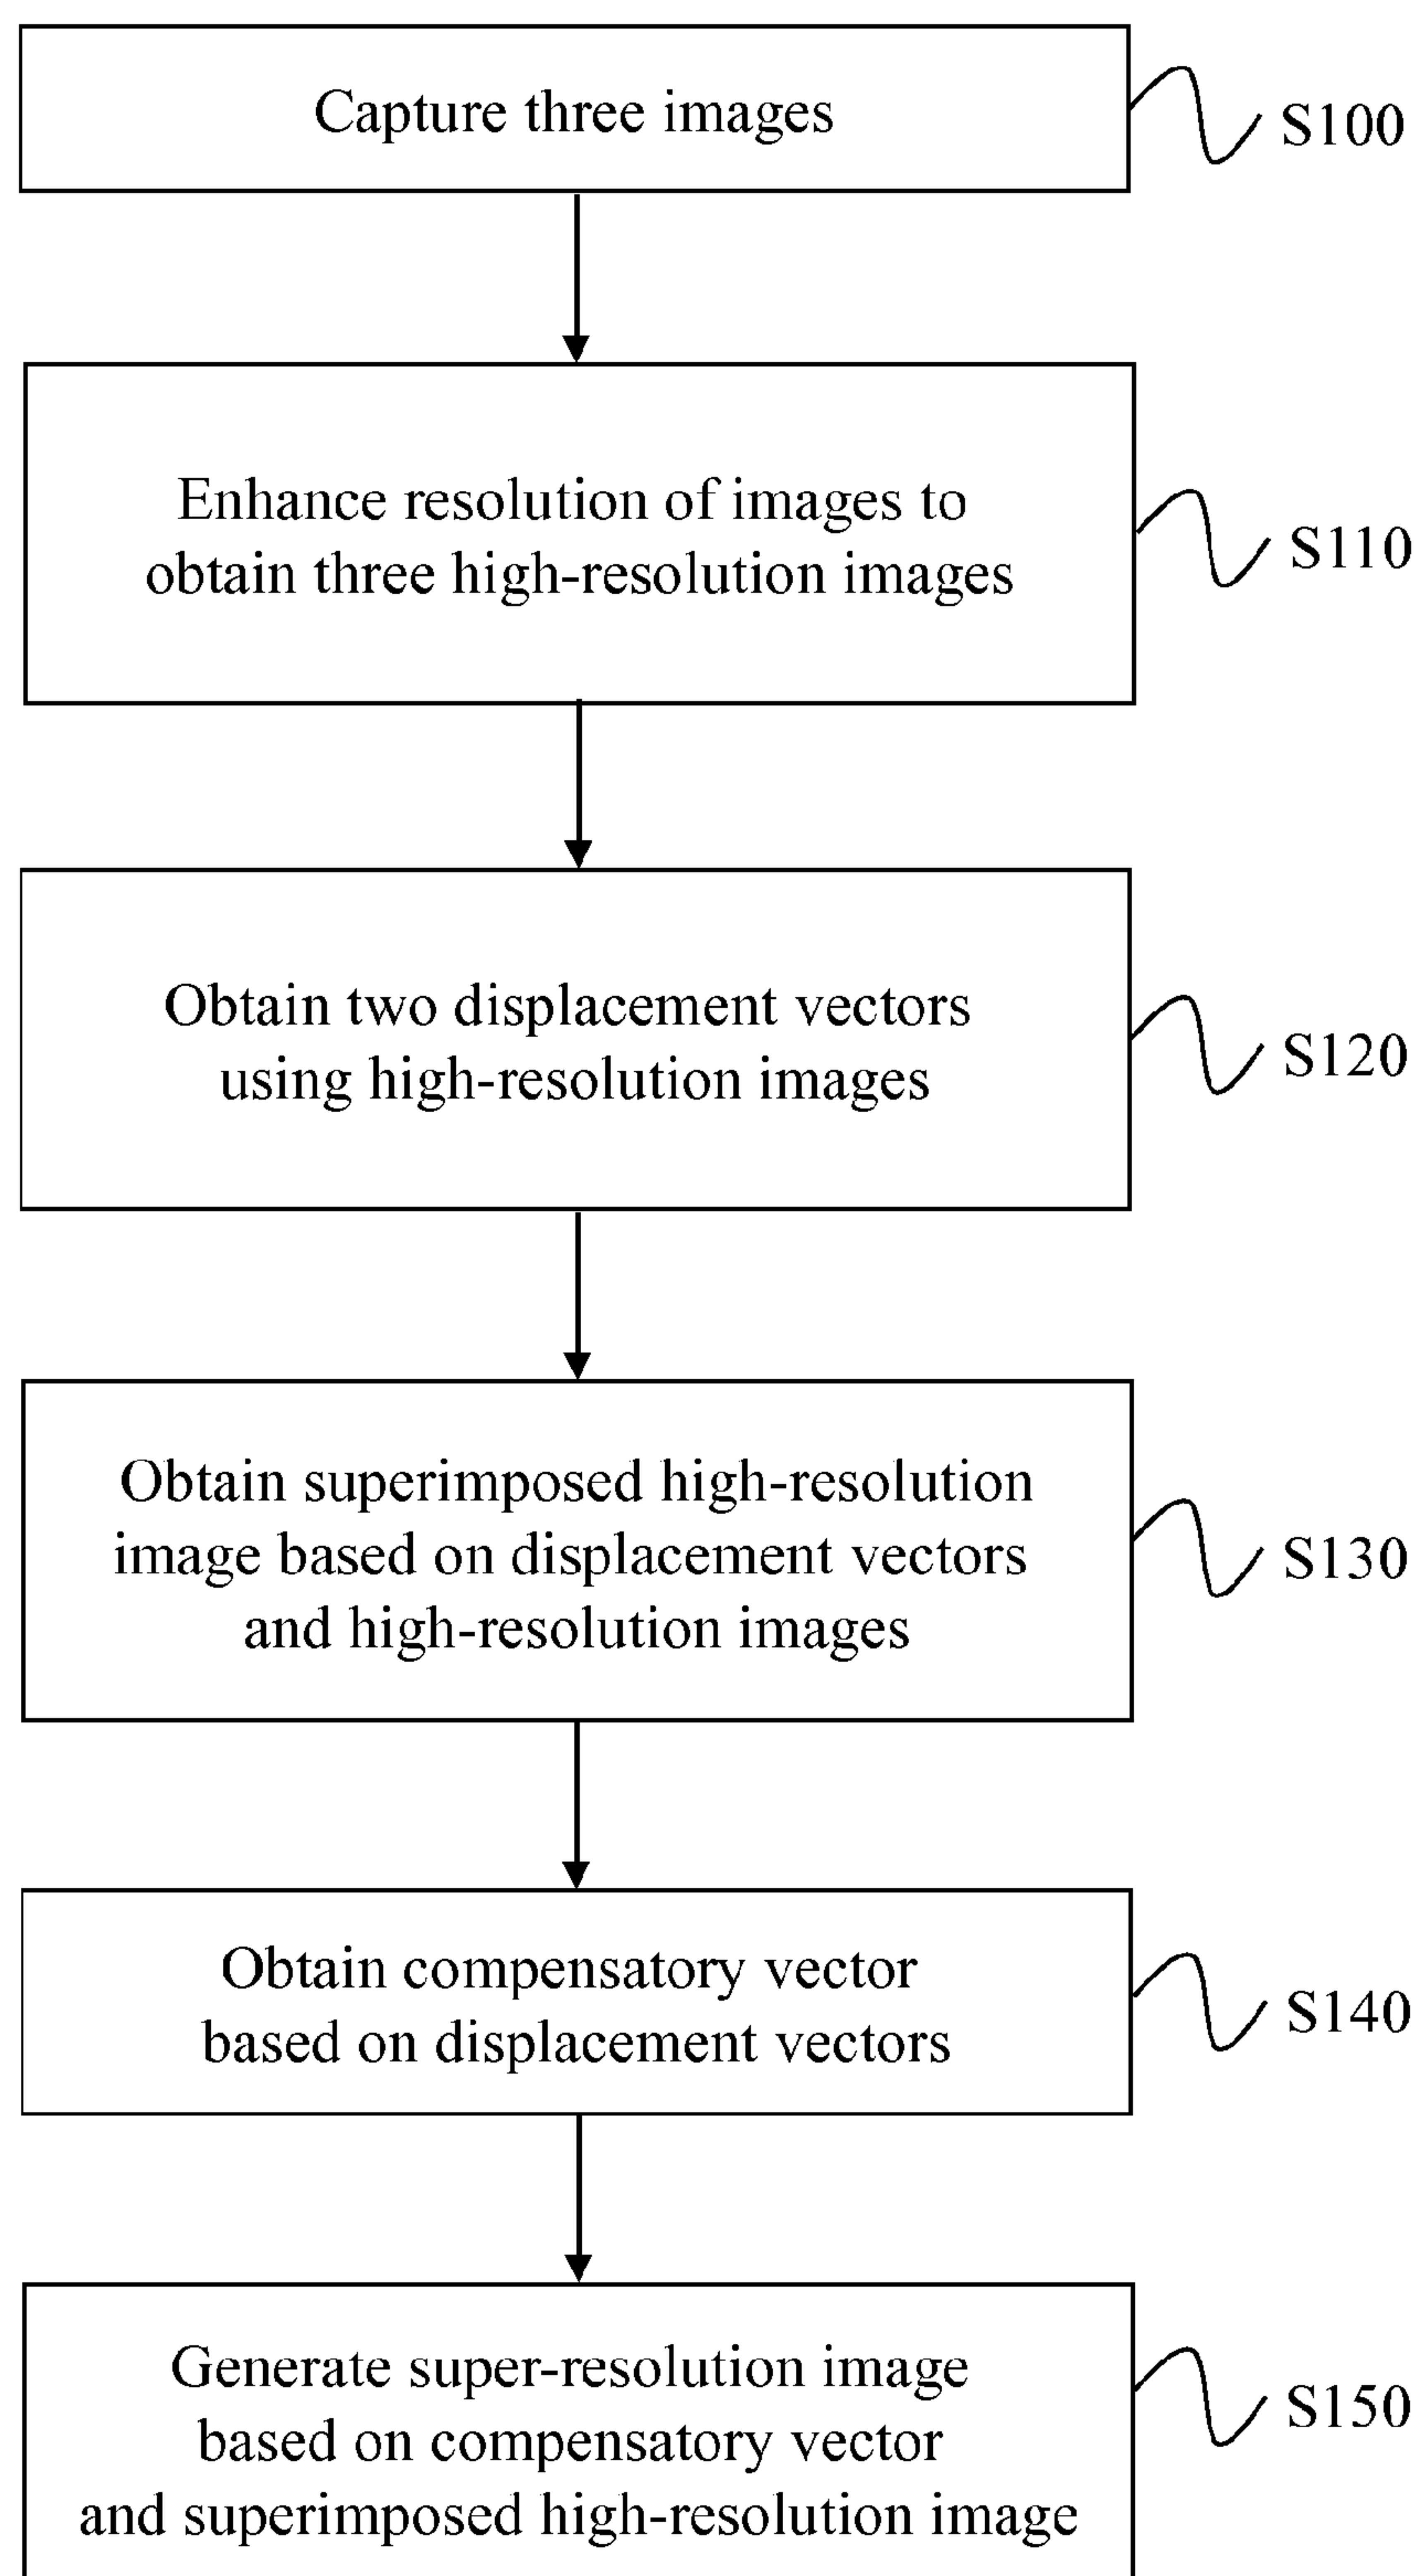 Capture three images
S100
Enhance resolution of images to
obtain three high-resolution images
S110
Obtain two displacement vectors
using high-resolution images
S120
Obtain superimposed high-resolution
image based on displacement vectors
and high-resolution images
S130
Obtain compensatory vector
based on displacement vectors
S140
Generate super-resolution image
based on compensatory vector
and superimposed high-resolution image
S150